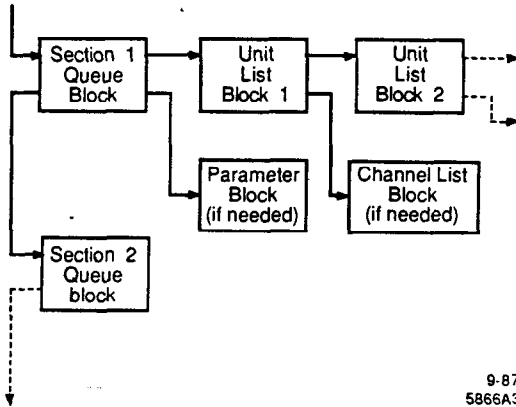 Section 1
Queue
Block
Unit
List
Block 1
Unit
List
Block 2
Parameter
Block
(if needed)
Channel List
Block
(if needed)
Section 2
Queue
block
9-87
5866A3